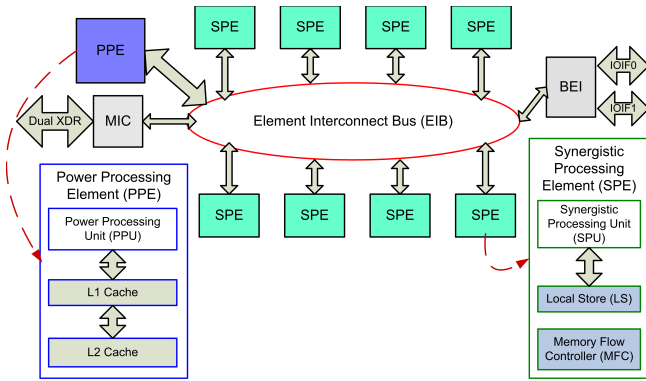 SPE
SPE
SPE
SPE
PPE
BEI
IOIF0
IOIF1
Dual XDR
MIC
Element Interconnect Bus (EIB)
SPE
SPE
SPE
SPE
Power Processing
Element (PPE)
Power Processing
Unit (PPU)
L1 Cache
L2 Cache
Synergistic
Processing
Element (SPE)
Synergistic
Processing Unit
(SPU)
Local Store (LS)
Memory Flow
Controller (MFC)